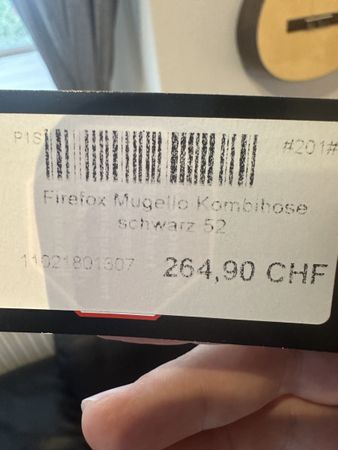 P1S #201#
Firefox Mugello Kombihose
schwarz 52
11021801307 264,90 CHF